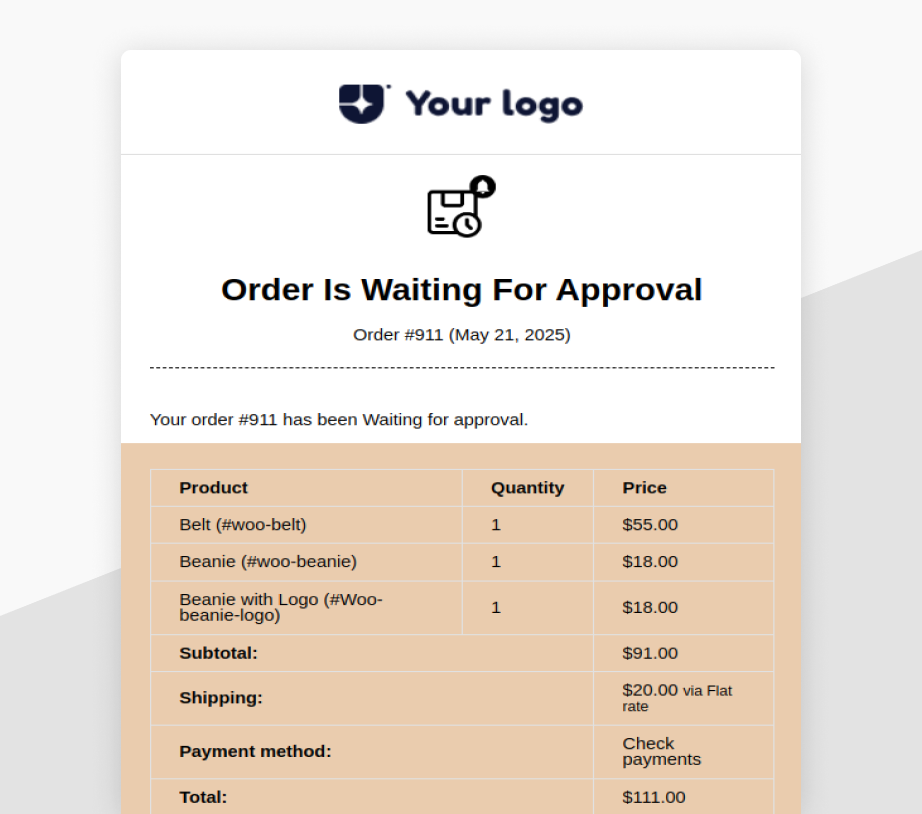 Your logo
Order Is Waiting For Approval
Order #911 (May 21, 2025)
Your order #911 has been Waiting for approval.
Product Quantity Price
Belt (#woo-belt) 1 $55.00
Beanie (#woo-beanie) 1 $18.00
Beanie with Logo (#Woo-
beanie-logo) 1 $18.00
Subtotal: $91.00
Shipping: $20.00 via Flat
rate
Payment method: Check
payments
Total: $111.00